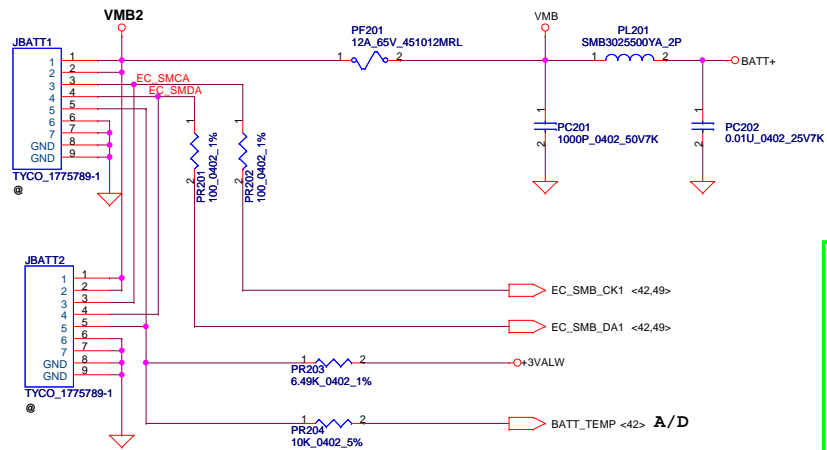 VMB2
JBATT1
1 1
2 2
3 3
4 4
5 5
6 6
7 7
GND 8
GND 9
TYCO_1775789-1
@
EC_SMCA
EC_SMDA
PF201
12A_65V_451012MRL
1 2
VMB
PL201
SMB3025500YA_2P
1 2
BATT+
1
PC201
1000P_0402_50V7K
2
1
PC202
0.01U_0402_25V7K
2
1
2
PR201
100_0402_1%
1
2
PR202
100_0402_1%
JBATT2
1 1
2 2
3 3
4 4
5 5
6 6
7 7
GND 8
GND 9
TYCO_1775789-1
@
EC_SMB_CK1 <42,49>
EC_SMB_DA1 <42,49>
1 2
PR203
6.49K_0402_1%
+3VALW
1 2
PR204
10K_0402_5%
BATT_TEMP <42> A/D